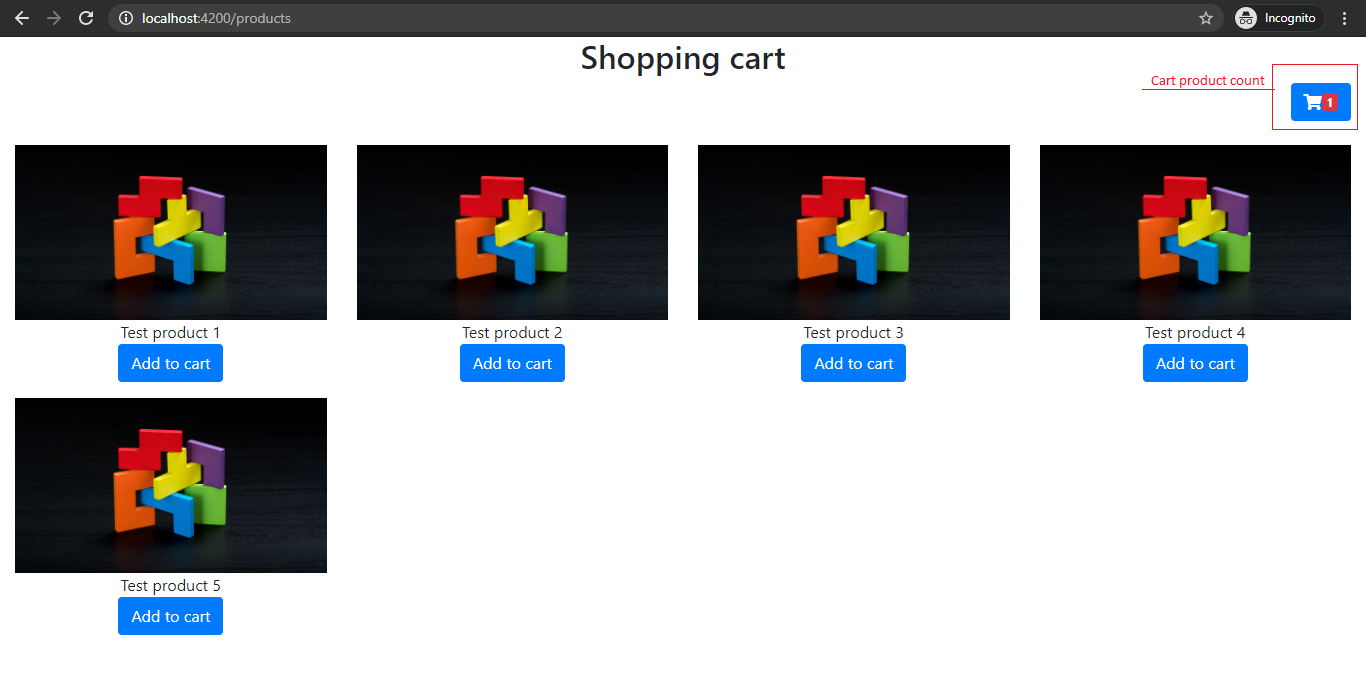 localhost:4200/products
Incognito
Shopping cart
Cart product count
1
Test product 1
Add to cart
Test product 2
Add to cart
Test product 3
Add to cart
Test product 4
Add to cart
Test product 5
Add to cart